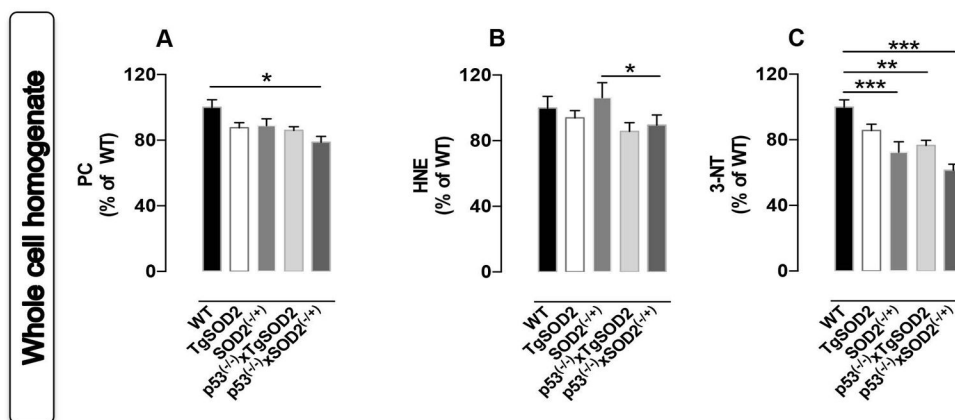 Whole cell homogenate
A
*
PC
(% of WT)
120
80
40
0
WT
TgSOD2
SOD2(-/+)
p53(-/-)xTgSOD2
p53(-/-)xSOD2(-/+)
B
*
HNE
(% of WT)
120
80
40
0
WT
TgSOD2
SOD2(-/+)
p53(-/-)xTgSOD2
p53(-/-)xSOD2(-/+)
C
***
**
***
3-NT
(% of WT)
120
80
40
0
WT
TgSOD2
SOD2(-/+)
p53(-/-)xTgSOD2
p53(-/-)xSOD2(-/+)